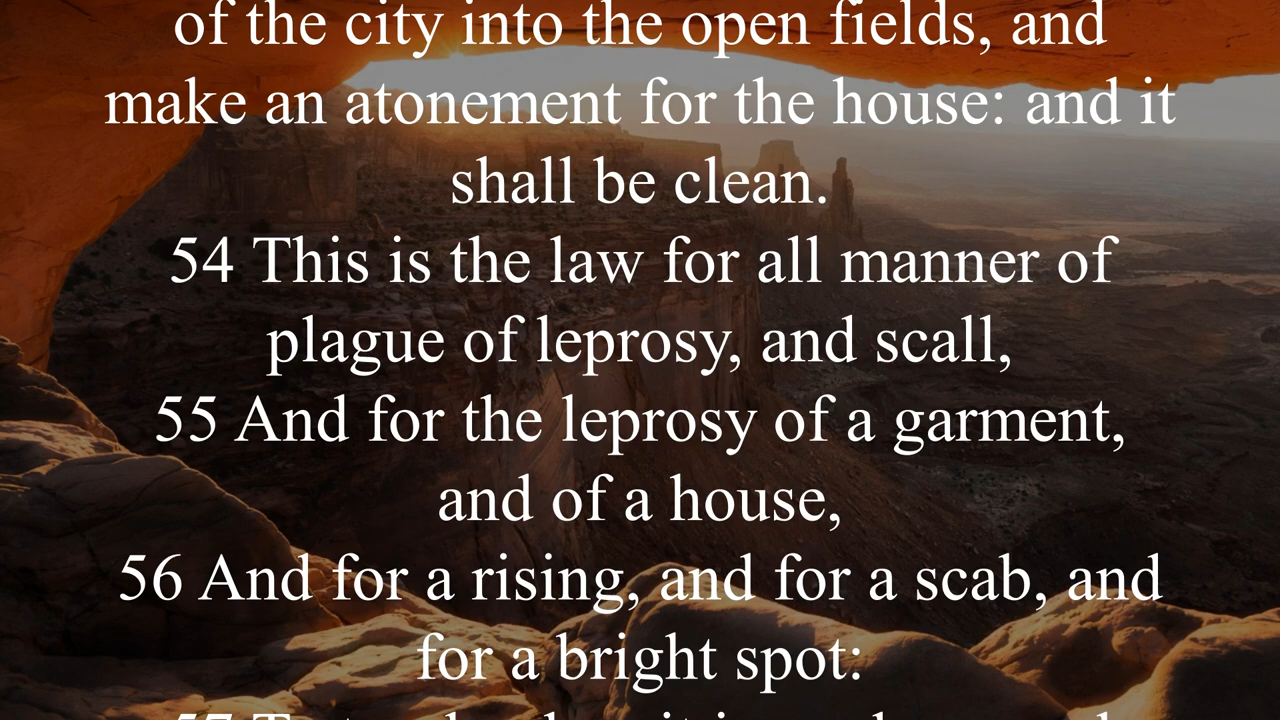 of the city into the open fields, and
make an atonement for the house: and it
shall be clean.
54 This is the law for all manner of
plague of leprosy, and scall,
55 And for the leprosy of a garment,
and of a house,
56 And for a rising, and for a scab, and
for a bright spot: